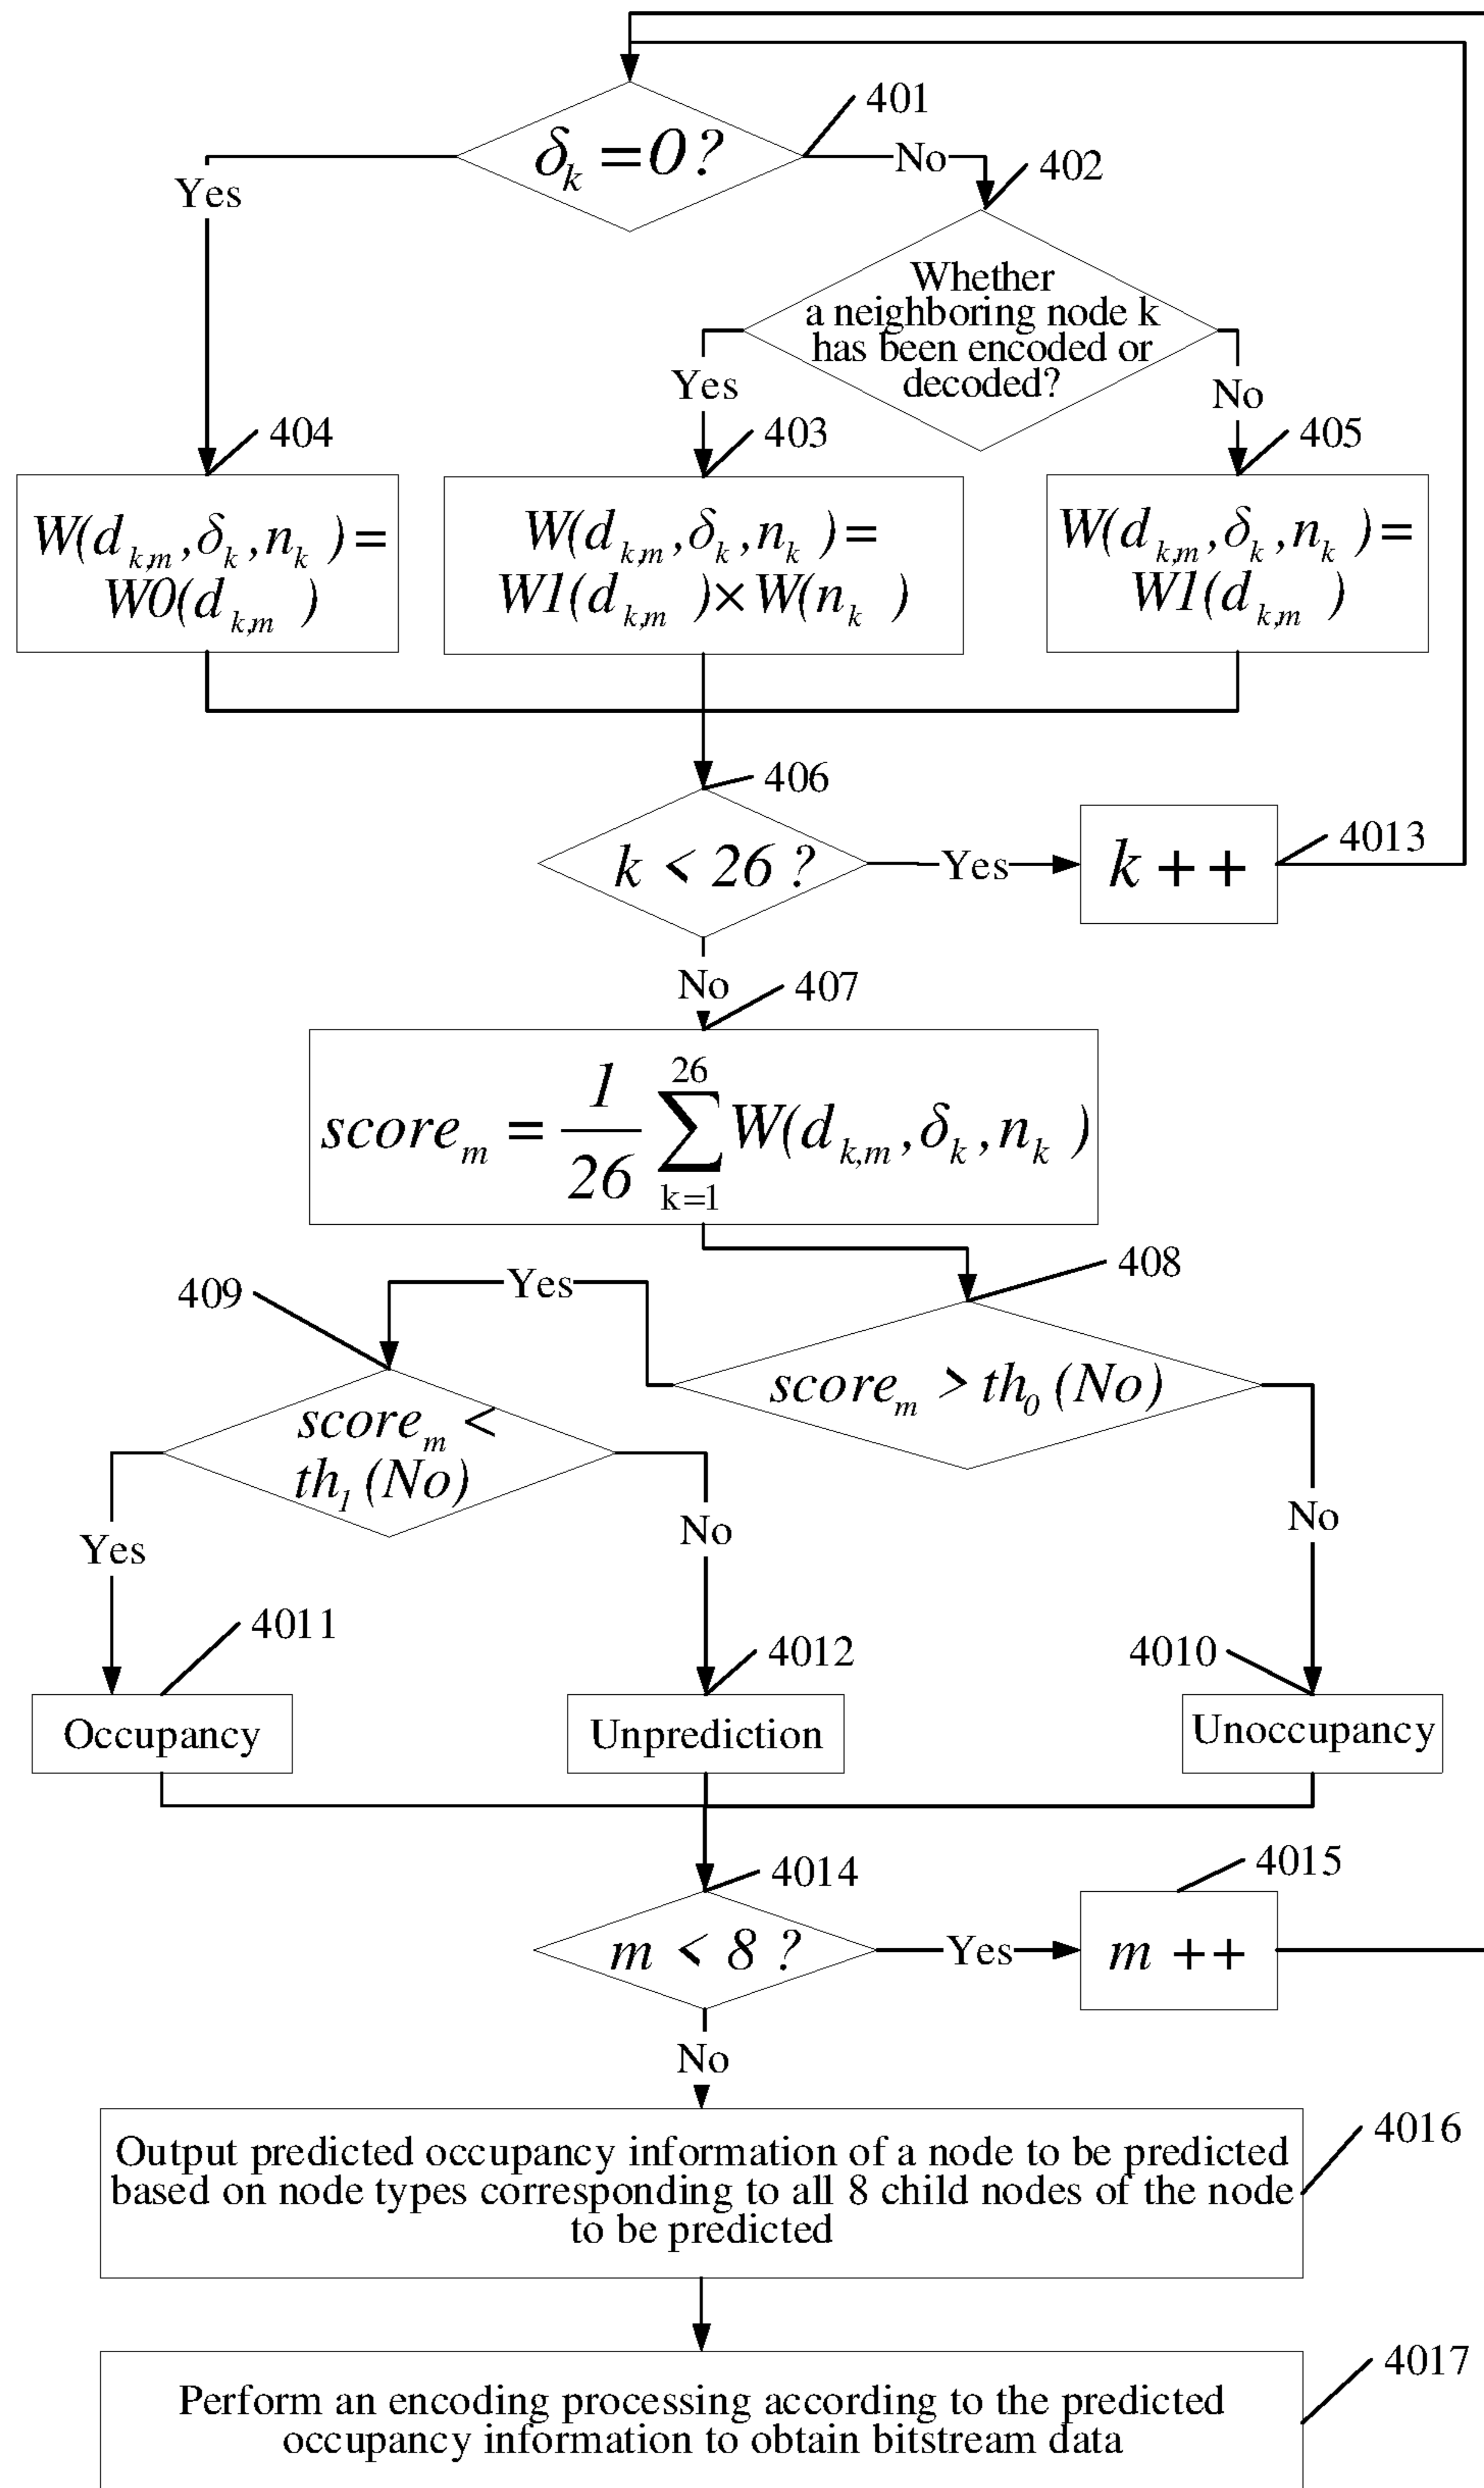 401
δk =0?
No
402
Yes
Whether
a neighboring node k
has been encoded or
decoded?
Yes
No
404
403
405
W(dk,m,δk,nk)=
W0(dk,m)
W(dk,m,δk,nk)=
W1(dk,m)×W(nk)
W(dk,m,δk,nk)=
W1(dk,m)
406
k < 26 ?
Yes
k ++
4013
No
407
scorem = 1/26 ∑ k=1 26 W(dk,m,δk,nk)
408
409
Yes
scorem > th0 (No)
scorem <
th1 (No)
Yes
No
No
4011
4012
4010
Occupancy
Unprediction
Unoccupancy
4014
4015
m < 8 ?
Yes
m ++
No
Output predicted occupancy information of a node to be predicted
based on node types corresponding to all 8 child nodes of the node
to be predicted
4016
Perform an encoding processing according to the predicted
occupancy information to obtain bitstream data
4017